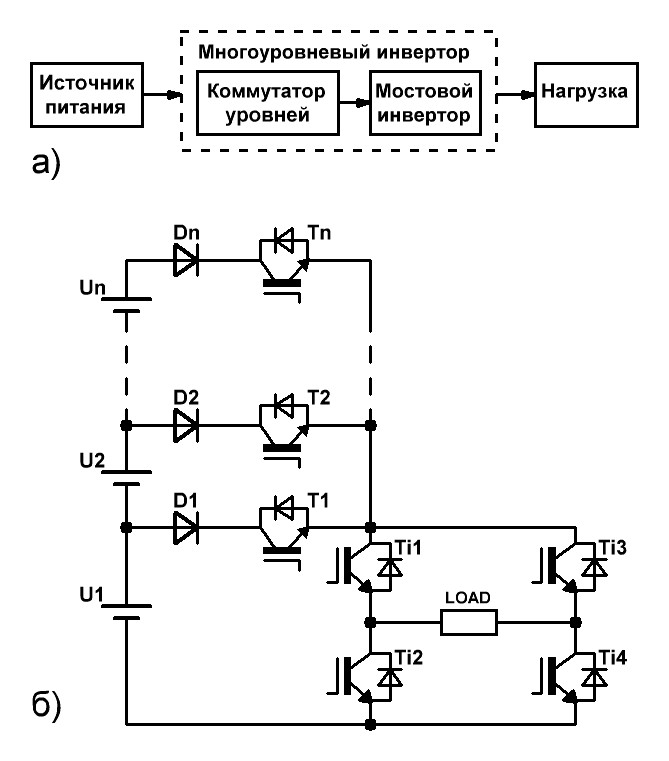 Многоуровневый инвертор
Источник
питания
Коммутатор
уровней
Мостовой
инвертор
Нагрузка
а)
Dn
Tn
Un
D2
T2
U2
D1
T1
U1
Ti1
Ti3
LOAD
Ti2
Ti4
б)